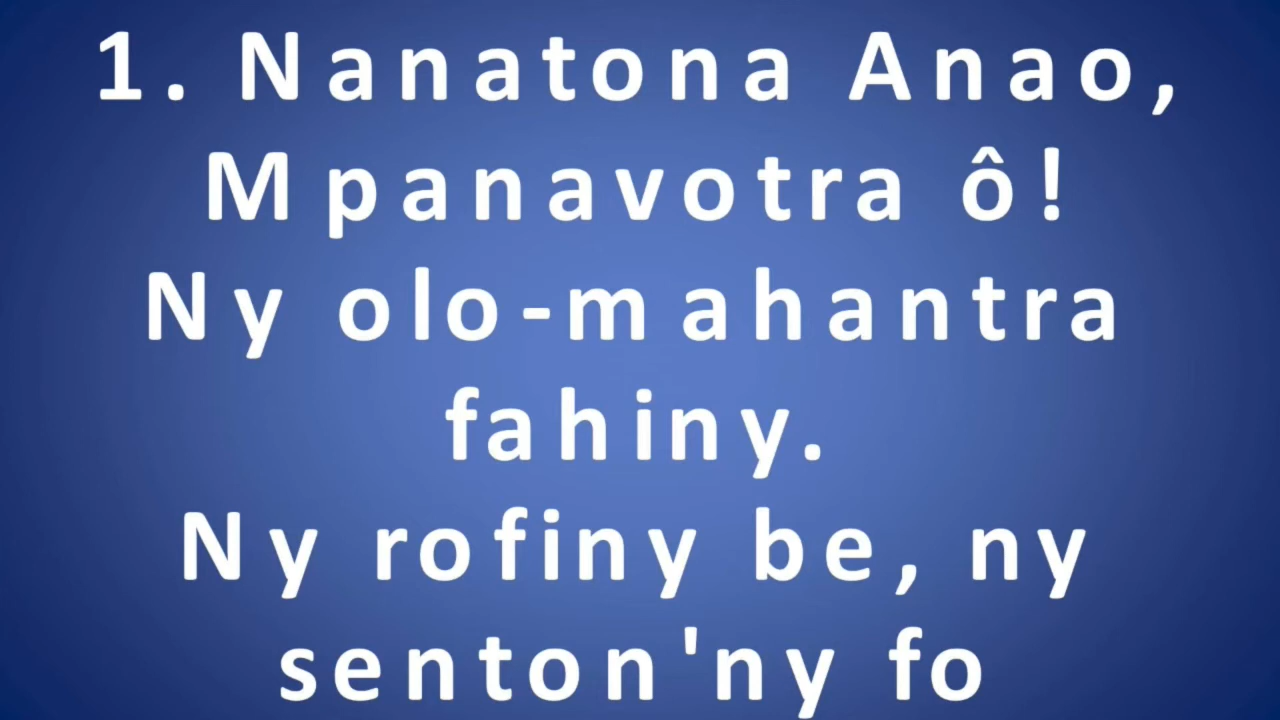 1. Nanatona Anao,
Mpanavotra ô!
Ny olo-mahantra
fahiny.
Ny rofiny be, ny
senton'ny fo